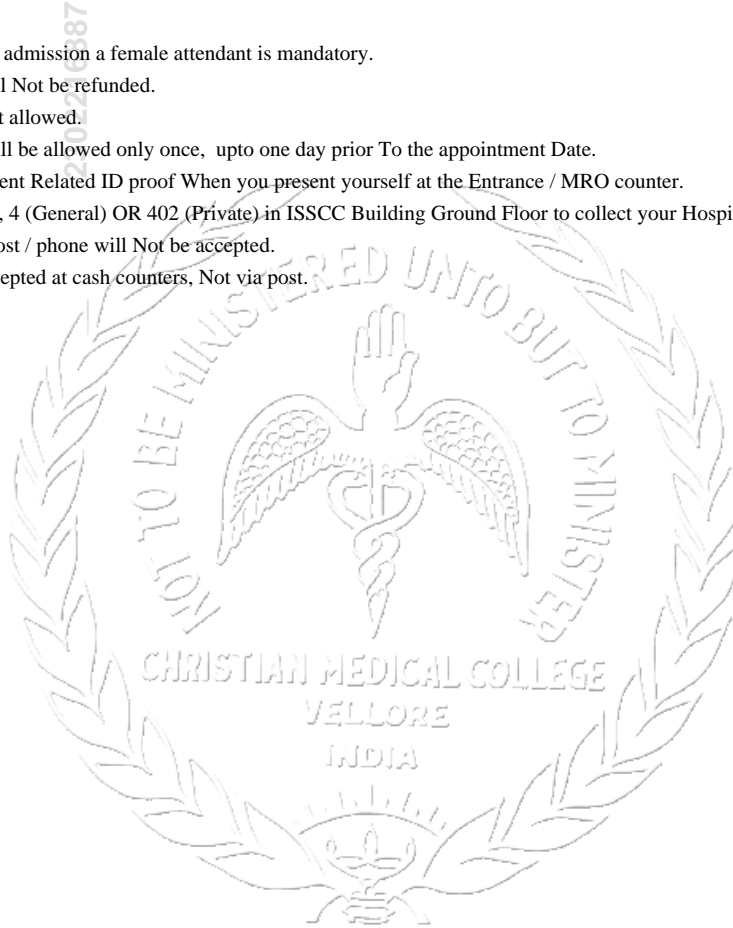 admission a female attendant is mandatory.
l Not be refunded.
t allowed.
ll be allowed only once, upto one day prior To the appointment Date.
ent Related ID proof When you present yourself at the Entrance / MRO counter.
, 4 (General) OR 402 (Private) in ISSCC Building Ground Floor to collect your Hospi
ost / phone will Not be accepted.
epted at cash counters, Not via post.
NOT TO BE MINISTERED UNTO BUT TO MINISTER
CHRISTIAN MEDICAL COLLEGE
VELLORE
INDIA